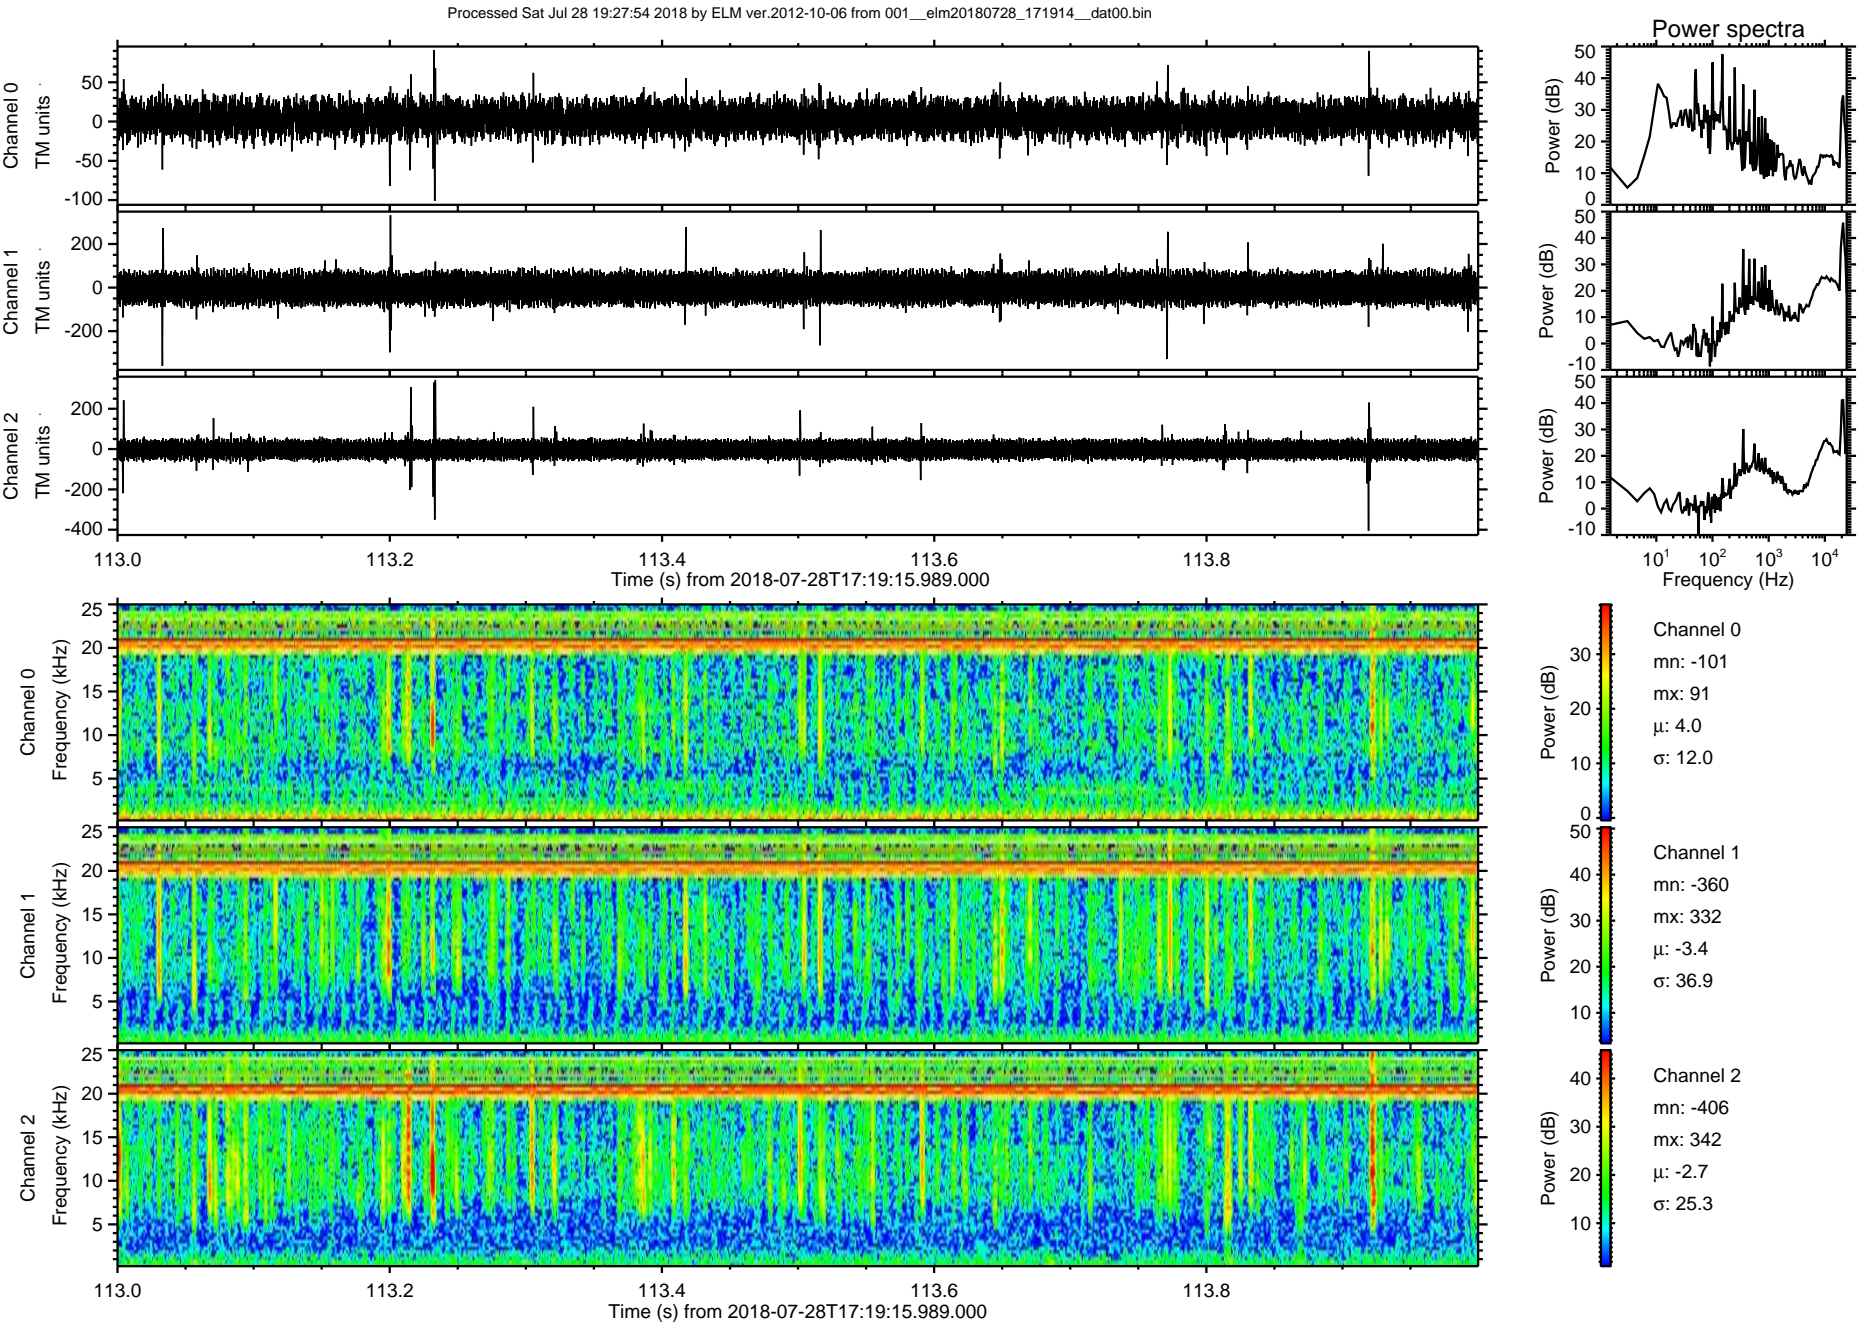 Processed Sat Jul 28 19:27:54 2018 by ELM ver.2012-10-06 from 001__elm20180728_171914__dat00.bin
Power spectra
Channel 0
TM units
50
0
-50
-100
Power (dB)
50
40
30
20
10
0
Channel 1
TM units
200
0
-200
Power (dB)
50
40
30
20
10
0
-10
Channel 2
TM units
200
0
-200
-400
Power (dB)
50
40
30
20
10
0
-10
113.0 113.2 113.4 113.6 113.8
Time (s) from 2018-07-28T17:19:15.989.000
10^1 10^2 10^3 10^4
Frequency (Hz)
Channel 0
Frequency (kHz)
25
20
15
10
5
Power (dB)
30
20
10
0
Channel 0
mn: -101
mx: 91
μ: 4.0
σ: 12.0
Channel 1
Frequency (kHz)
25
20
15
10
5
Power (dB)
50
40
30
20
10
Channel 1
mn: -360
mx: 332
μ: -3.4
σ: 36.9
Channel 2
Frequency (kHz)
25
20
15
10
5
Power (dB)
40
30
20
10
Channel 2
mn: -406
mx: 342
μ: -2.7
σ: 25.3
113.0 113.2 113.4 113.6 113.8
Time (s) from 2018-07-28T17:19:15.989.000